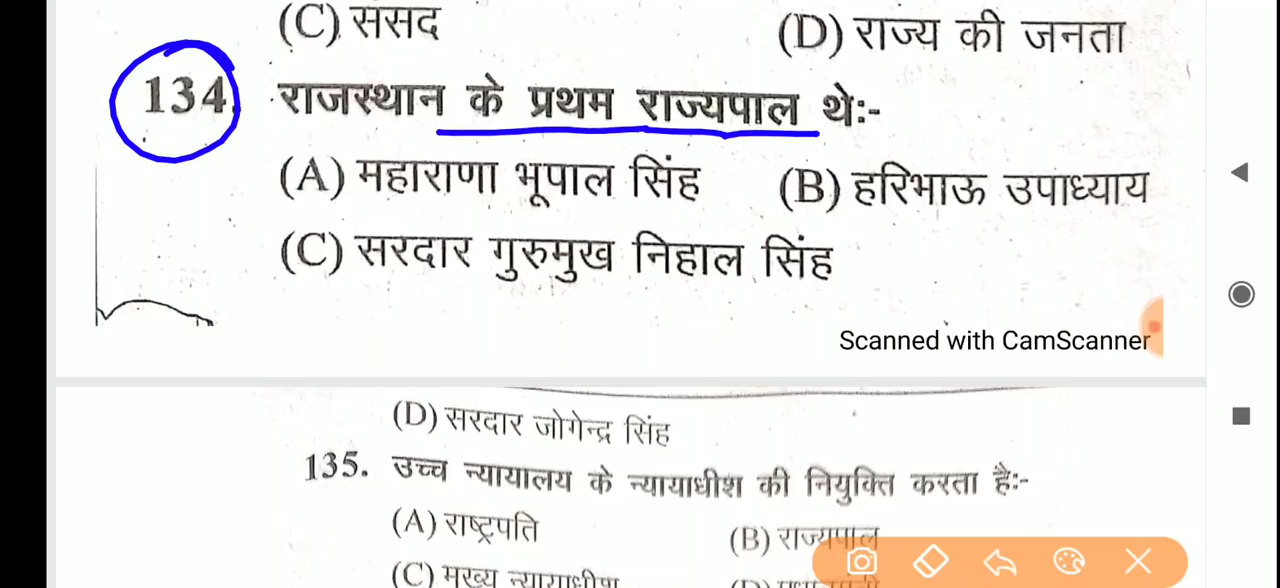 (C) संसद (D) राज्य की जनता
134. राजस्थान के प्रथम राज्यपाल थेः-
(A) महाराणा भूपाल सिंह (B) हरिभाऊ उपाध्याय
(C) सरदार गुरुमुख निहाल सिंह
Scanned with CamScanner
(D) सरदार जोगेन्द्र सिंह
135. उच्च न्यायालय के न्यायाधीश की नियुक्ति करता हैः-
(A) राष्ट्रपति (B) राज्यपाल
(C) मुख्य न्यायाधीश